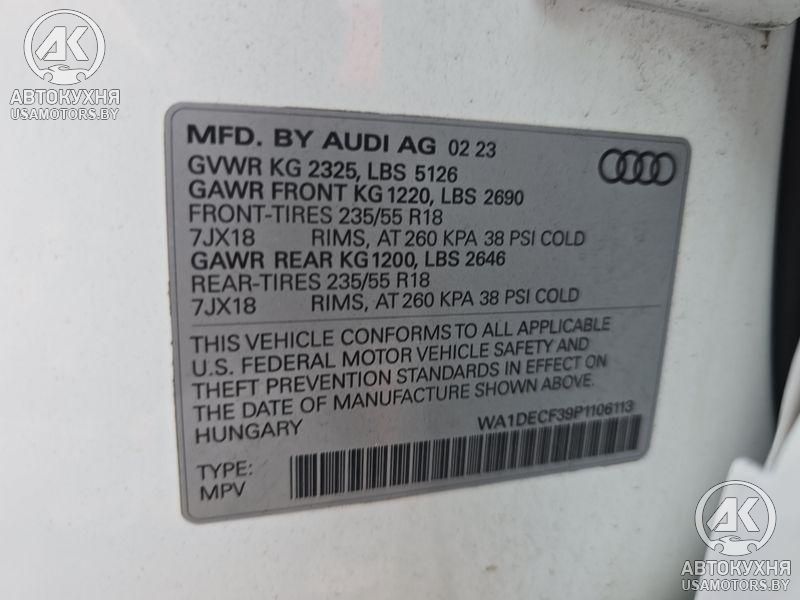 AK
АВТОКУХНЯ
USAMOTORS.BY
MFD. BY AUDI AG 02 23
GVWR KG 2325, LBS 5126
GAWR FRONT KG 1220, LBS 2690
FRONT-TIRES 235/55 R18
7JX18 RIMS, AT 260 KPA 38 PSI COLD
GAWR REAR KG 1200, LBS 2646
REAR-TIRES 235/55 R18
7JX18 RIMS, AT 260 KPA 38 PSI COLD
THIS VEHICLE CONFORMS TO ALL APPLICABLE
U.S. FEDERAL MOTOR VEHICLE SAFETY AND
THEFT PREVENTION STANDARDS IN EFFECT ON
THE DATE OF MANUFACTURE SHOWN ABOVE.
HUNGARY WA1DECF39P1106113
TYPE:
MPV
AK
АВТОКУХНЯ
USAMOTORS.BY